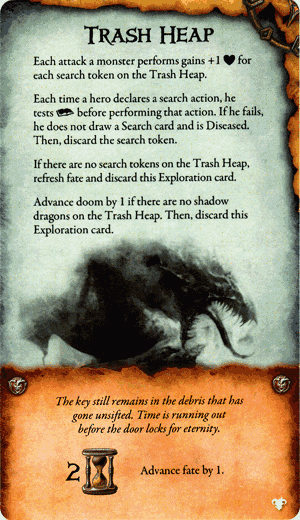 TRASH HEAP
Each attack a monster performs gains +1 for
each search token on the Trash Heap.
Each time a hero declares a search action, he
tests before performing that action. If he fails,
he does not draw a Search card and is Diseased.
Then, discard the search token.
If there are no search tokens on the Trash Heap,
refresh fate and discard this Exploration card.
Advance doom by 1 if there are no shadow
dragons on the Trash Heap. Then, discard this
Exploration card.
The key still remains in the debris that has
gone unsified. Time is running out
before the door locks for eternity.
2
Advance fate by 1.